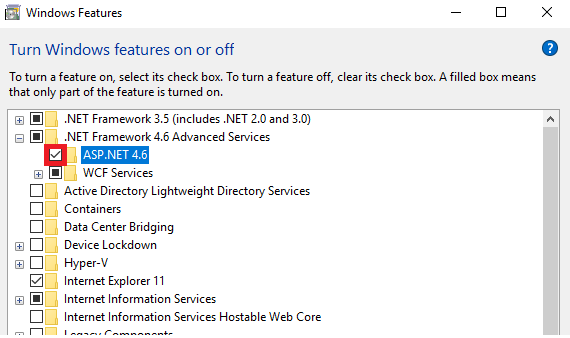 Windows Features
Turn Windows features on or off
To turn a feature on, select its check box. To turn a feature off, clear its check box. A filled box means
that only part of the feature is turned on.
.NET Framework 3.5 (includes .NET 2.0 and 3.0)
.NET Framework 4.6 Advanced Services
ASP.NET 4.6
WCF Services
Active Directory Lightweight Directory Services
Containers
Data Center Bridging
Device Lockdown
Hyper-V
Internet Explorer 11
Internet Information Services
Internet Information Services Hostable Web Core
Legacy Components